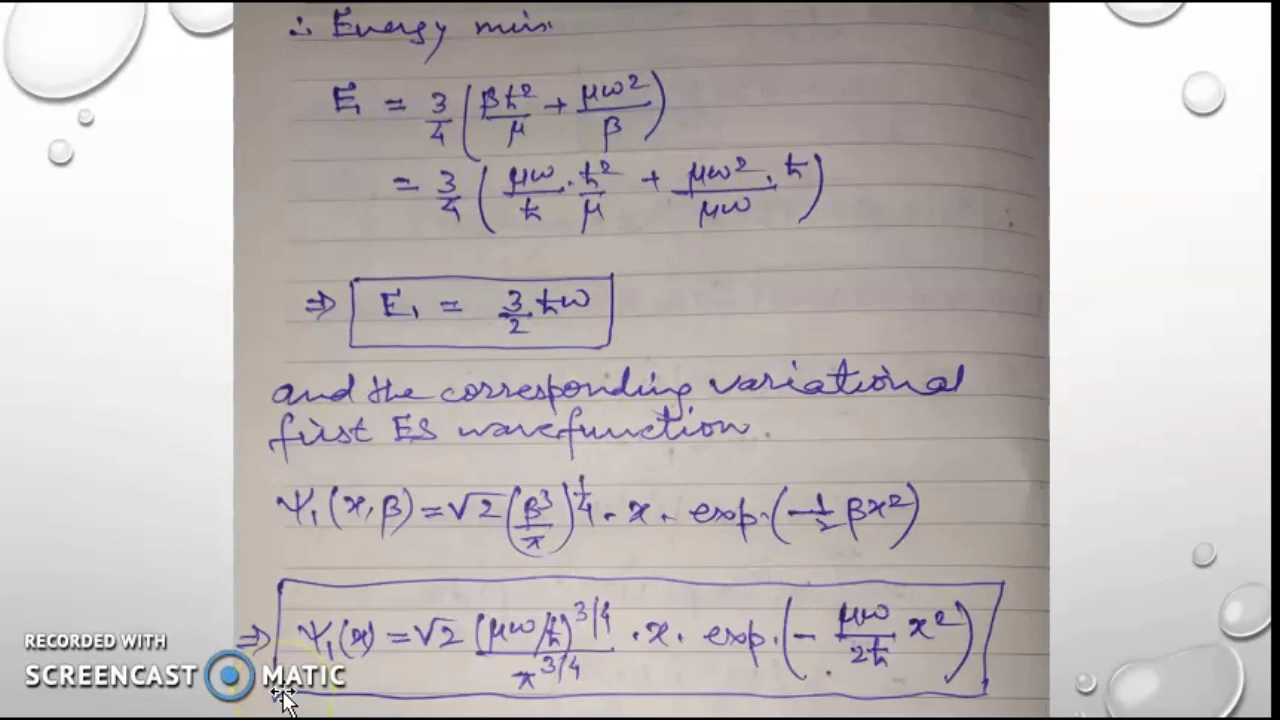 ∴ Energy min
E₁ = 3/4 (βħ²/μ + μω²/β)
= 3/4 (μω/ħ · ħ²/μ + μω²/μω · ħ)
⇒ E₁ = 3/2 ħω
and the corresponding variational
first ES wavefunction.
Ψ₁(x,β) = √2 (β³/π)^¼ · x · exp.(-½ βx²)
⇒ Ψ₁(x) = √2 (μω/ħ)^3/4 / π^3/4 · x · exp.(- μω/2ħ x²)
RECORDED WITH
SCREENCAST MATIC